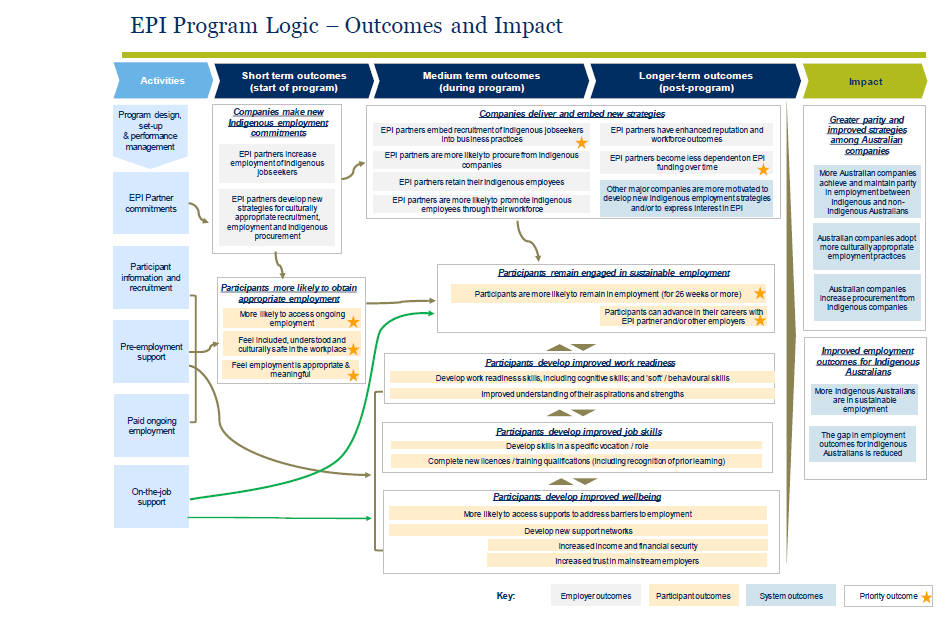 EPI Program Logic – Outcomes and Impact
Activities
Short term outcomes
(start of program)
Medium term outcomes
(during program)
Longer-term outcomes
(post-program)
Impact
Program design,
set-up
& performance
management
EPI Partner
commitments
Participant
information and
recruitment
Pre-employment
support
Paid ongoing
employment
On-the-job
support
Companies make new
Indigenous employment
commitments
EPI partners increase
employment of Indigenous
jobseekers
EPI partners develop new
strategies for culturally
appropriate recruitment,
employment and Indigenous
procurement
Participants more likely to obtain
appropriate employment
More likely to access ongoing
employment
Feel included, understood and
culturally safe in the workplace
Feel employment is appropriate &
meaningful
Companies deliver and embed new strategies
EPI partners embed recruitment of Indigenous jobseekers
into business practices
EPI partners are more likely to procure from Indigenous
companies
EPI partners retain their Indigenous employees
EPI partners are more likely to promote Indigenous
employees through their workforce
EPI partners have enhanced reputation and
workforce outcomes
EPI partners become less dependent on EPI
funding over time
Other major companies are more motivated to
develop new Indigenous employment strategies
and/or to express interest in EPI
Participants remain engaged in sustainable employment
Participants are more likely to remain in employment (for 26 weeks or more)
Participants can advance in their careers with
EPI partner and/or other employers
Participants develop improved work readiness
Develop work readiness skills, including cognitive skills; and 'soft' / behavioural skills
Improved understanding of their aspirations and strengths
Participants develop improved job skills
Develop skills in a specific vocation / role
Complete new licences / training qualifications (including recognition of prior learning)
Participants develop improved wellbeing
More likely to access supports to address barriers to employment
Develop new support networks
Increased income and financial security
Increased trust in mainstream employers
Greater parity and
improved strategies
among Australian
companies
More Australian companies
achieve and maintain parity
in employment between
Indigenous and non-
Indigenous Australians
Australian companies adopt
more culturally appropriate
employment practices
Australian companies
increase procurement from
Indigenous companies
Improved employment
outcomes for Indigenous
Australians
More Indigenous Australians
are in sustainable
employment
The gap in employment
outcomes for Indigenous
Australians is reduced
Key:
Employer outcomes
Participant outcomes
System outcomes
Priority outcome